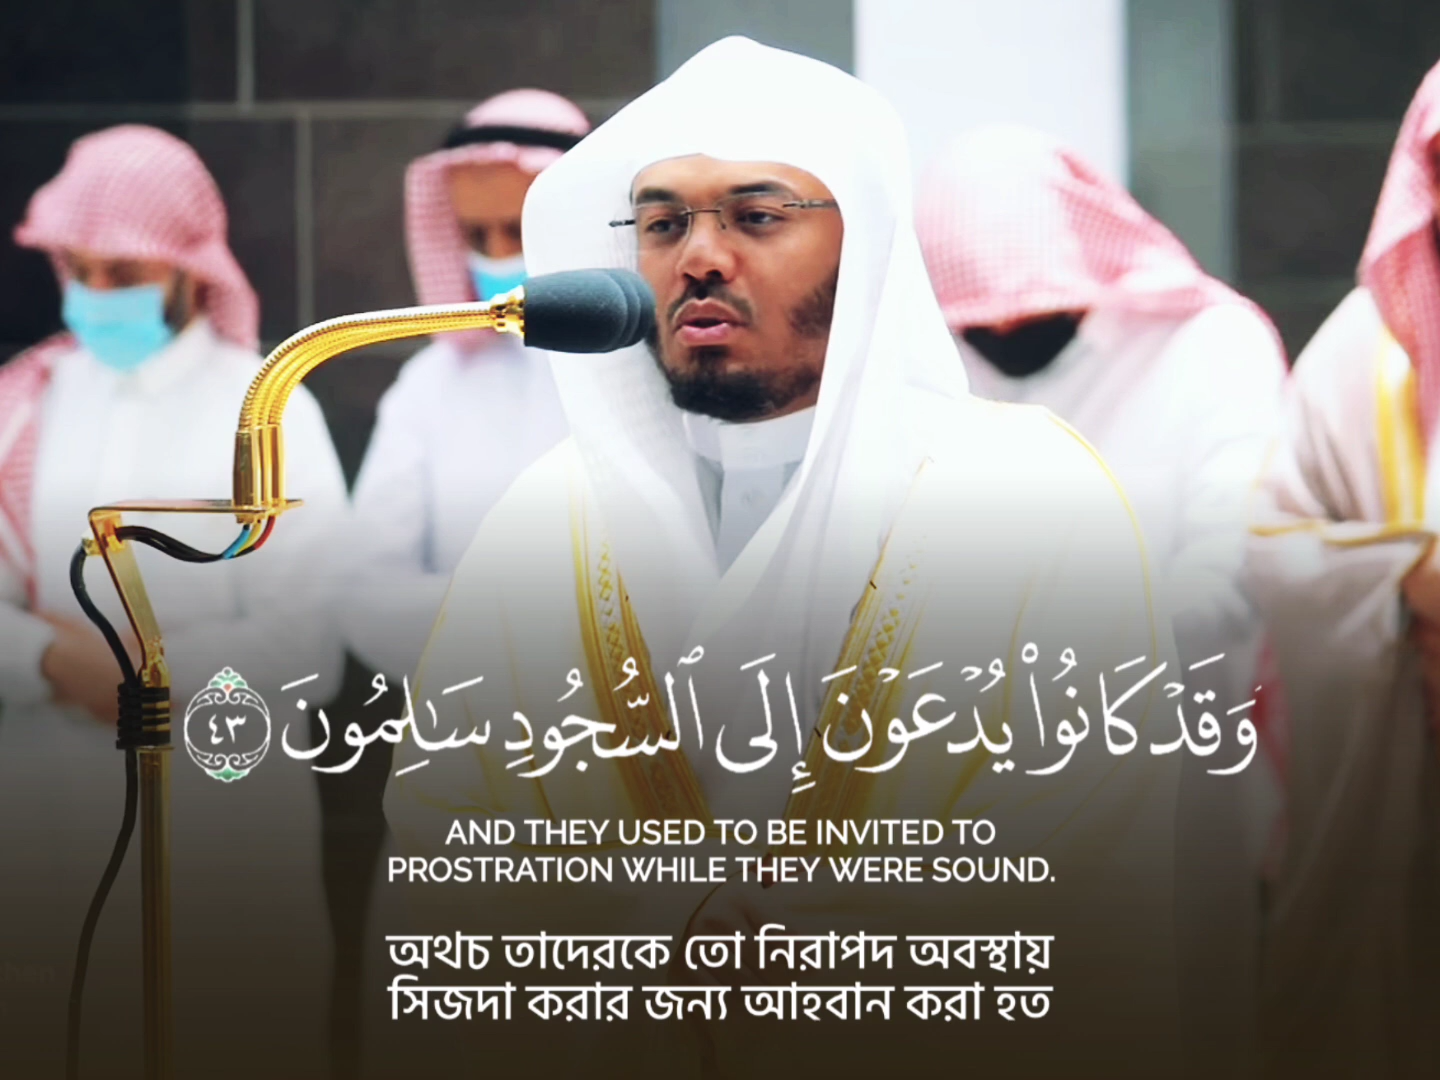 وَقَدْ كَانُوا۟ يُدْعَوْنَ إِلَى ٱلسُّجُودِ سَـٰلِمُونَ ٤٣
AND THEY USED TO BE INVITED TO
PROSTRATION WHILE THEY WERE SOUND.
অথচ তাদেরকে তো নিরাপদ অবস্থায়
সিজদা করার জন্য আহবান করা হত